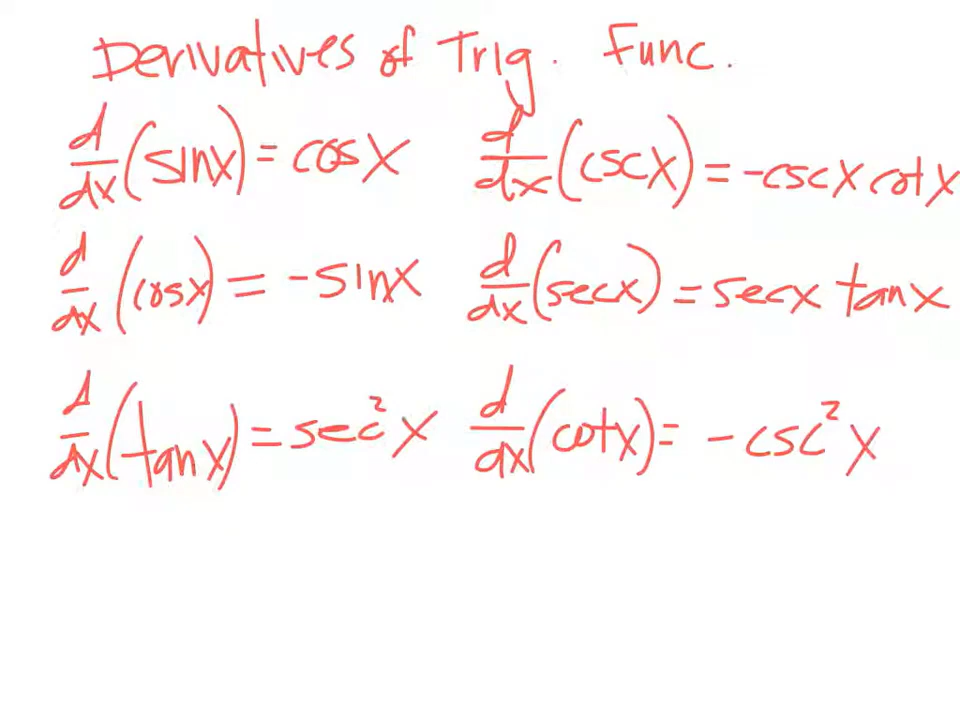 Derivatives of Trig. Func.
d/dx (sinx) = cosx
d/dx (cscx) = -cscx cotx
d/dx (cosx) = -sinx
d/dx (secx) = secx tanx
d/dx (tanx) = sec²x
d/dx (cotx) = -csc²x